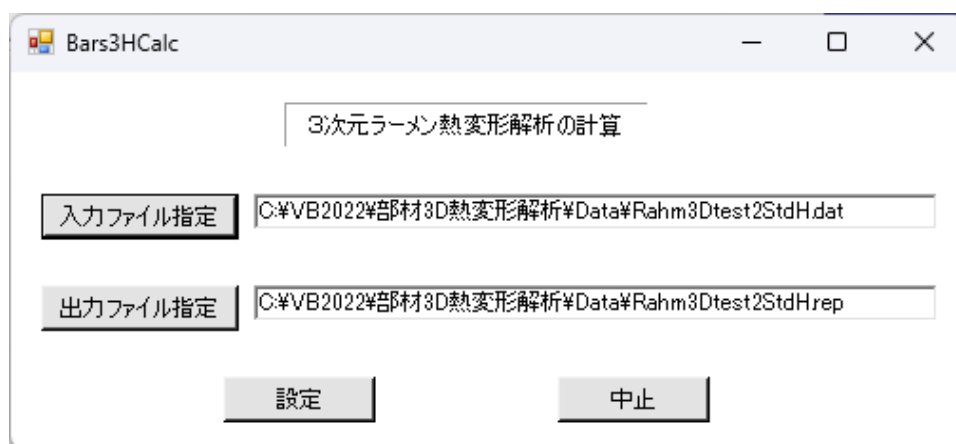 Bars3HCalc
3次元ラーメン熱変形解析の計算
入力ファイル指定 C:¥VB2022¥部材3D熱変形解析¥Data¥Rahm3Dtest2StdH.dat
出力ファイル指定 C:¥VB2022¥部材3D熱変形解析¥Data¥Rahm3Dtest2StdH.rep
設定 中止